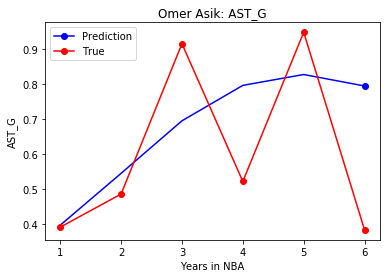 Omer Asik: AST_G
Prediction
True
0.9
0.8
0.7
0.6
0.5
0.4
AST_G
1 2 3 4 5 6
Years in NBA